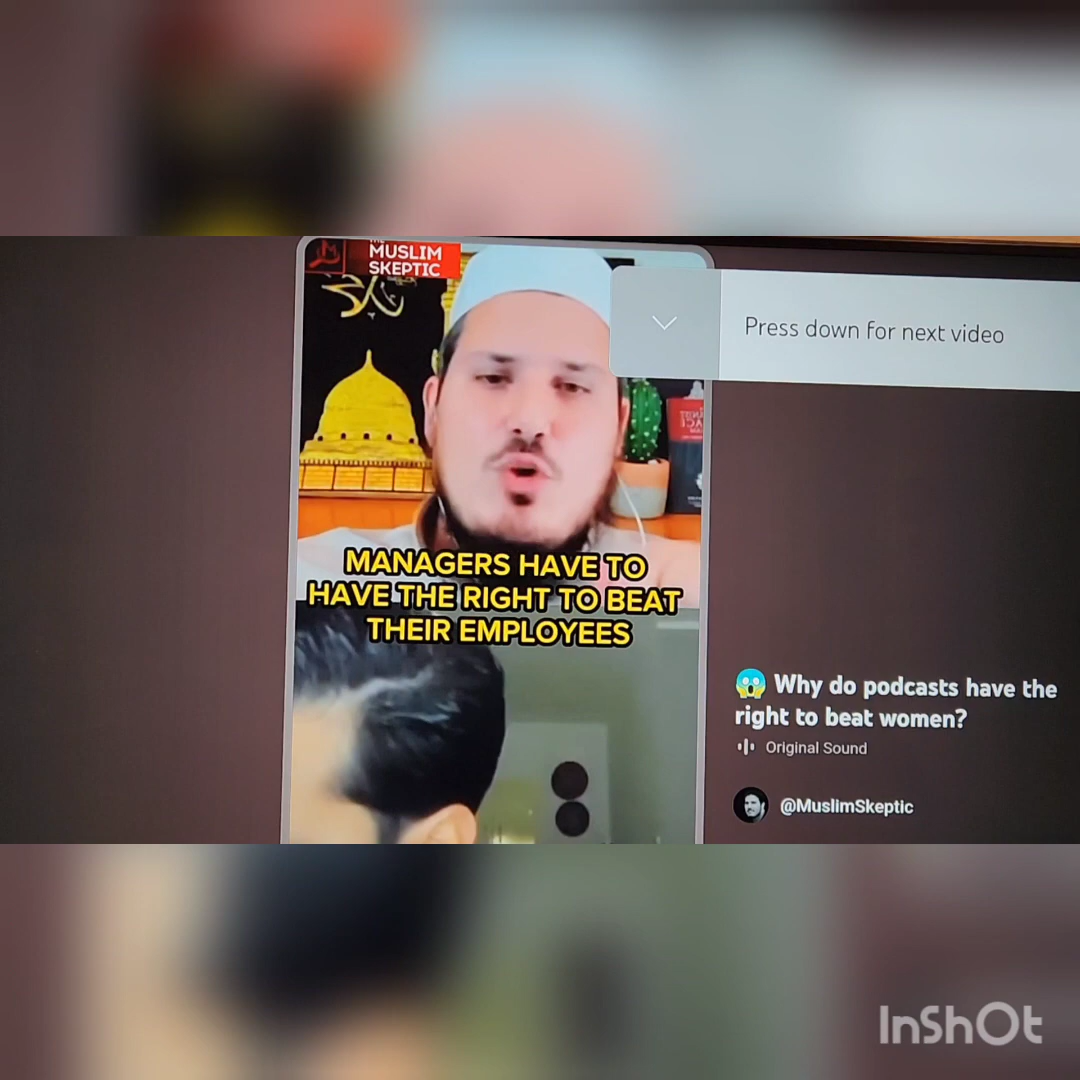 MUSLIM
SKEPTIC
Press down for next video
MANAGERS HAVE TO
HAVE THE RIGHT TO BEAT
THEIR EMPLOYEES
😱 Why do podcasts have the
right to beat women?
Original Sound
@MuslimSkeptic
InShOt